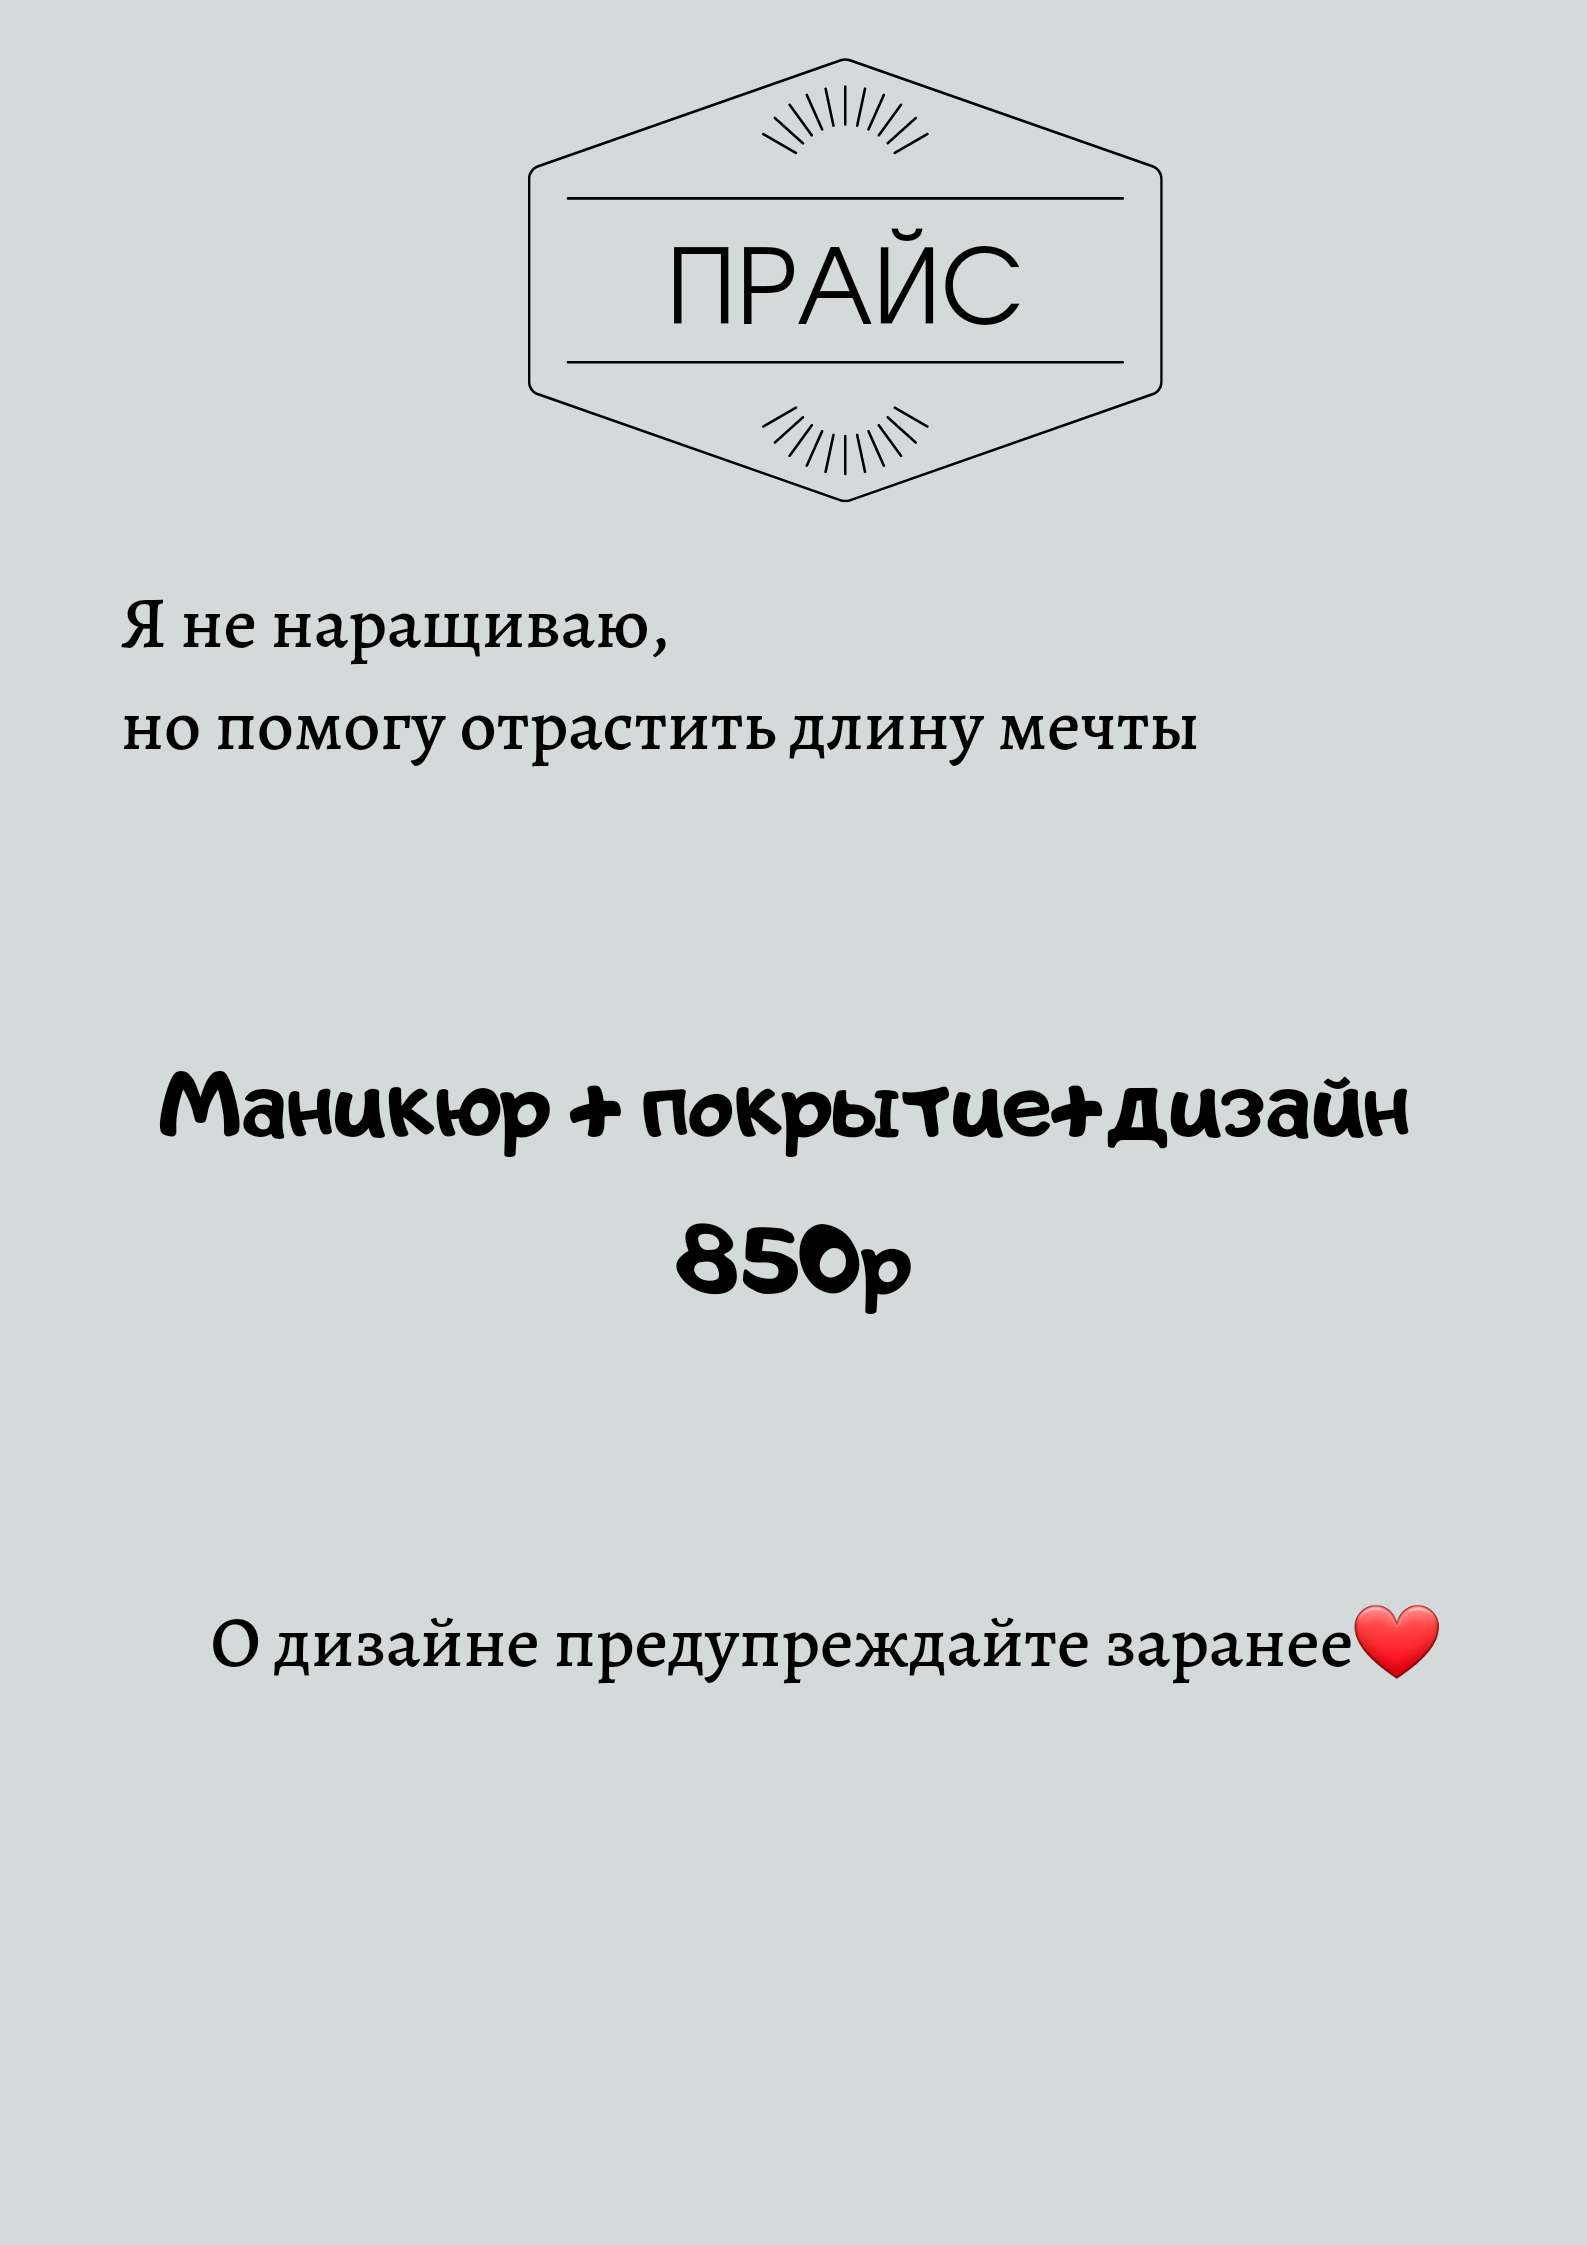 ПРАЙС
Я не наращиваю,
но помогу отрастить длину мечты
Маникюр + покрытие+дизайн
850р
О дизайне предупреждайте заранее❤️